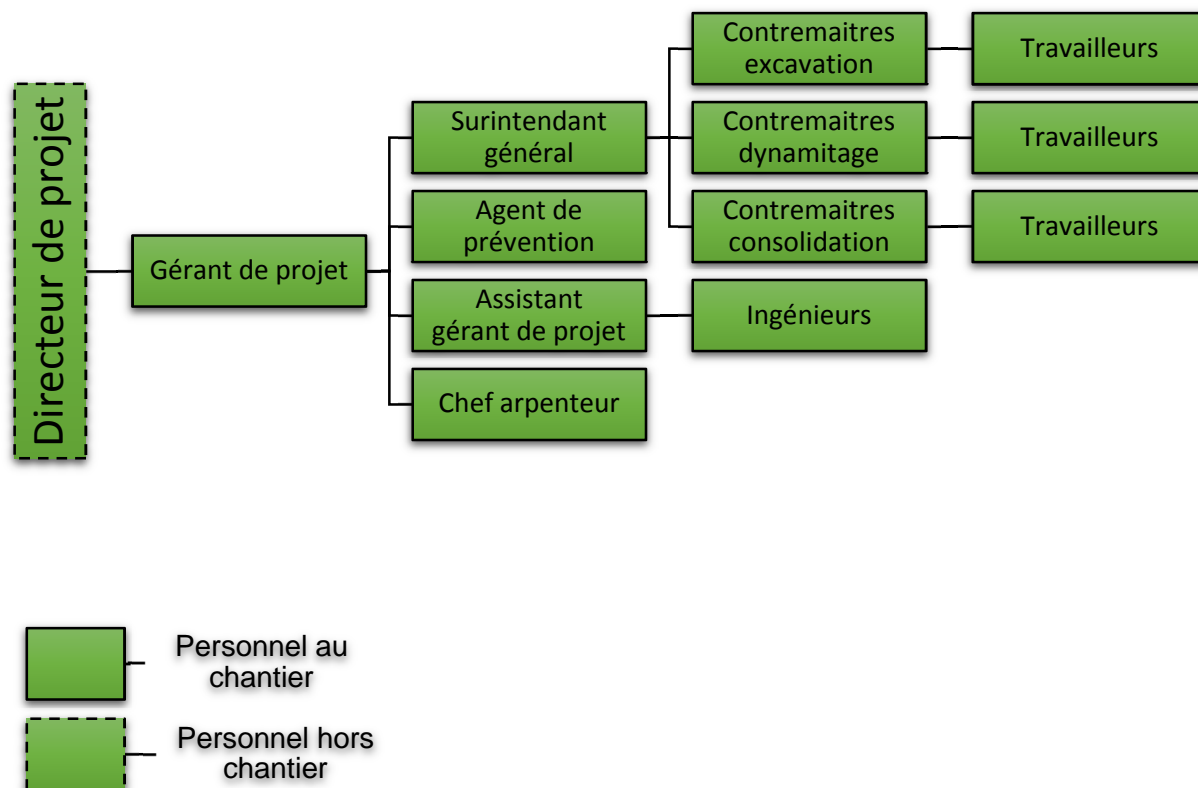 Directeur de projet
Gérant de projet
Surintendant
général
Agent de
prévention
Assistant
gérant de projet
Chef arpenteur
Contremaitres
excavation
Contremaitres
dynamitage
Contremaitres
consolidation
Ingénieurs
Travailleurs
Travailleurs
Travailleurs
Personnel au
chantier
Personnel hors
chantier